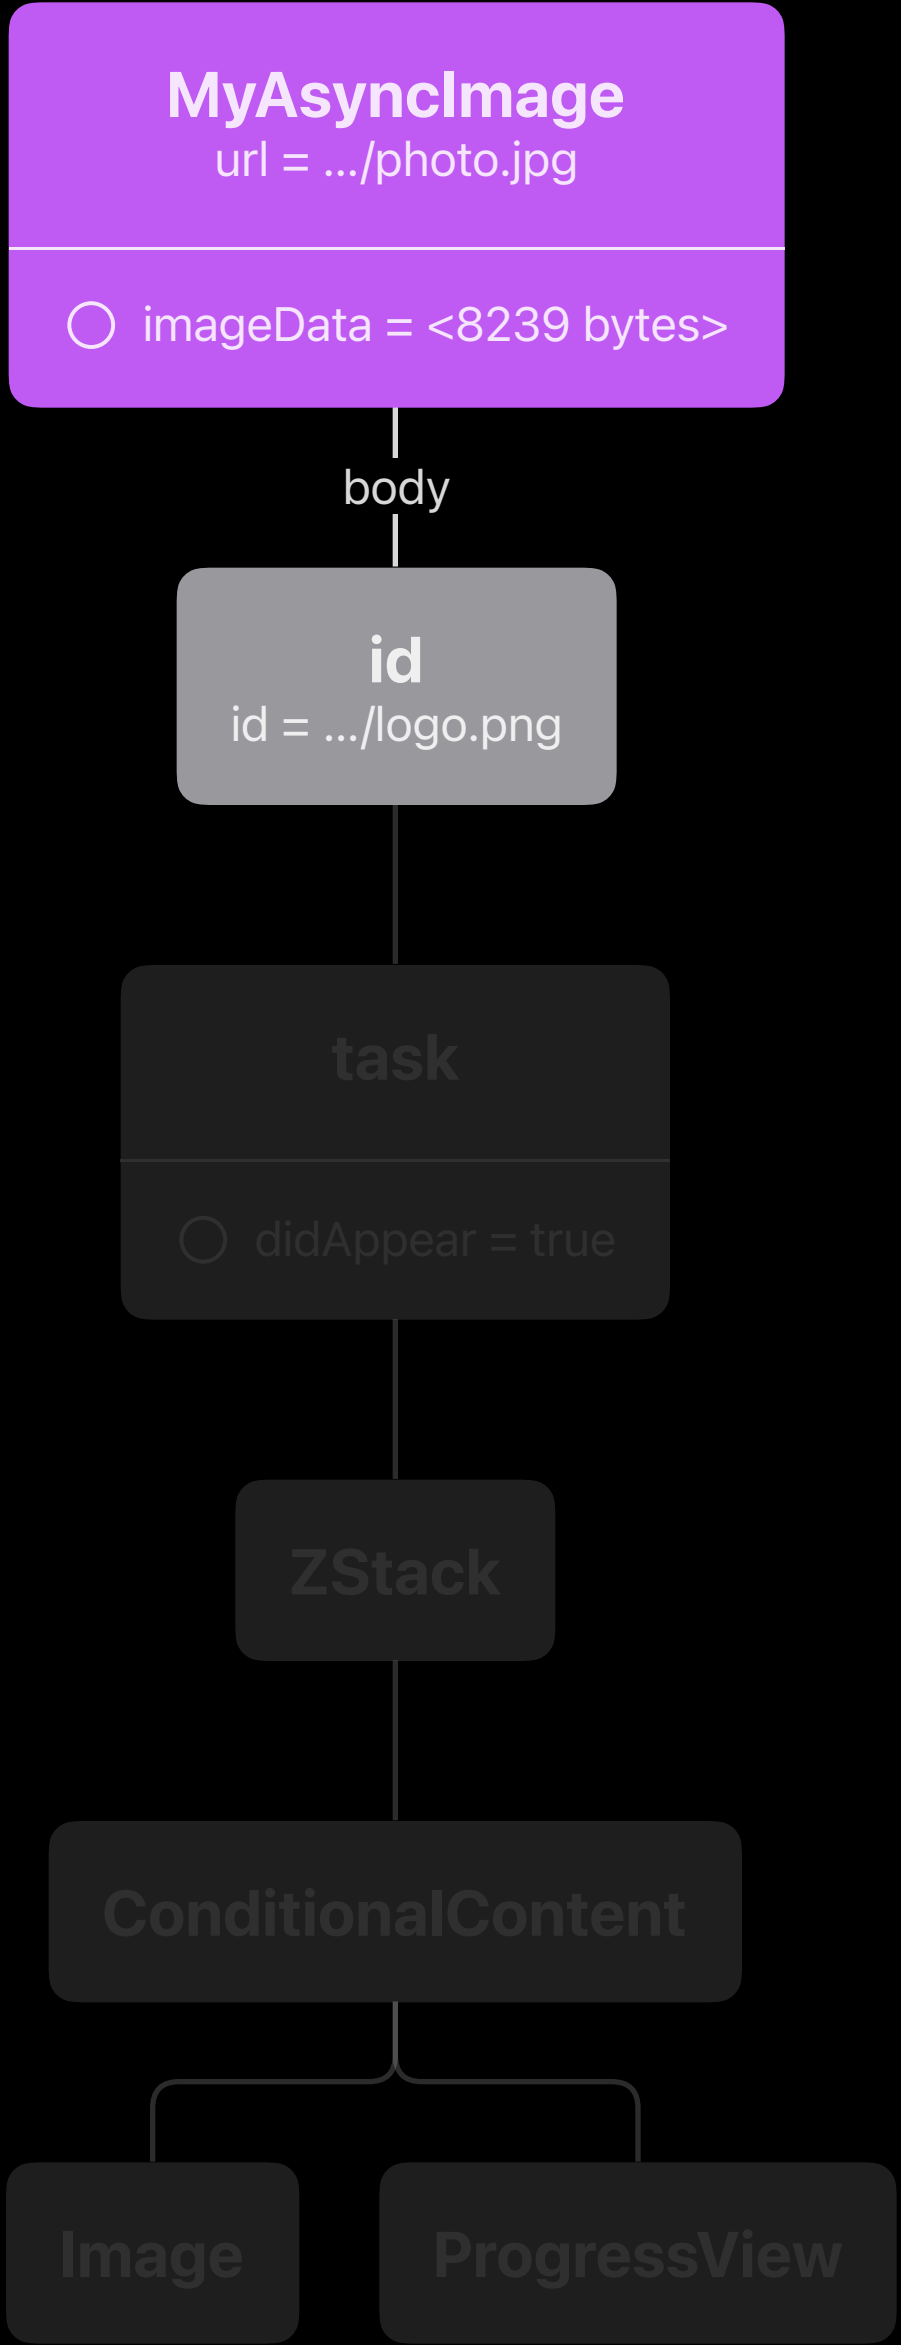 MyAsyncImage
url = .../photo.jpg
imageData = <8239 bytes>
body
id
id = .../logo.png
task
didAppear = true
ZStack
ConditionalContent
Image
ProgressView